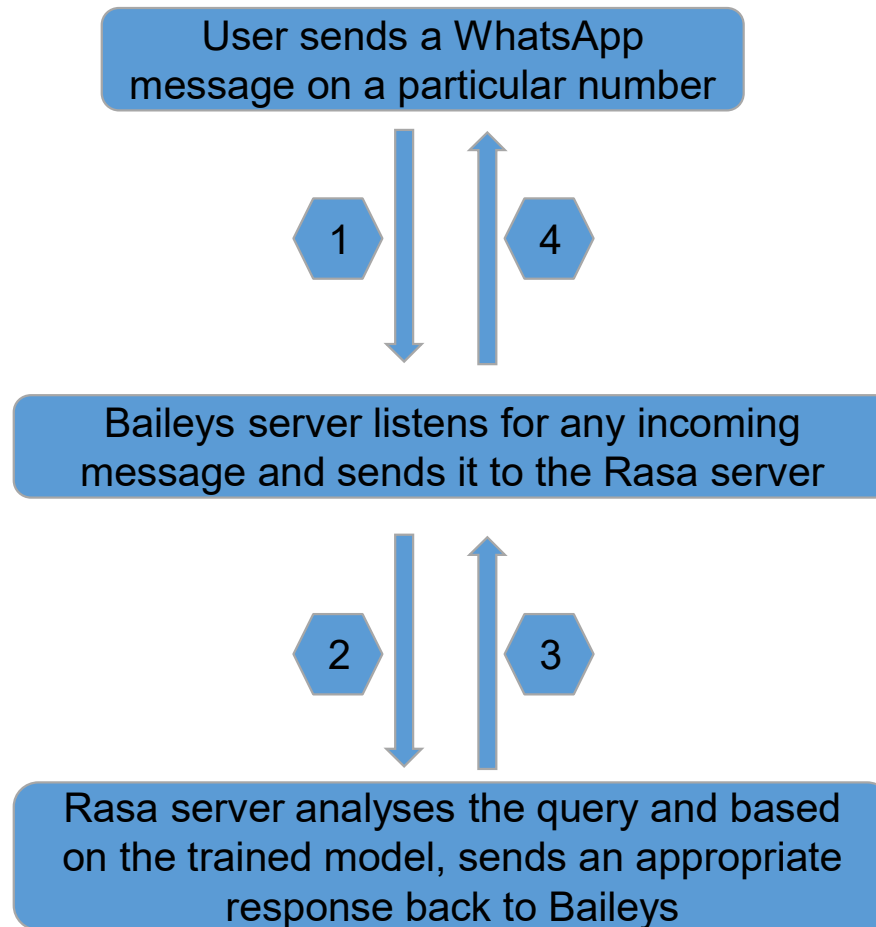 User sends a WhatsApp
message on a particular number
1
4
Baileys server listens for any incoming
message and sends it to the Rasa server
2
3
Rasa server analyses the query and based
on the trained model, sends an appropriate
response back to Baileys